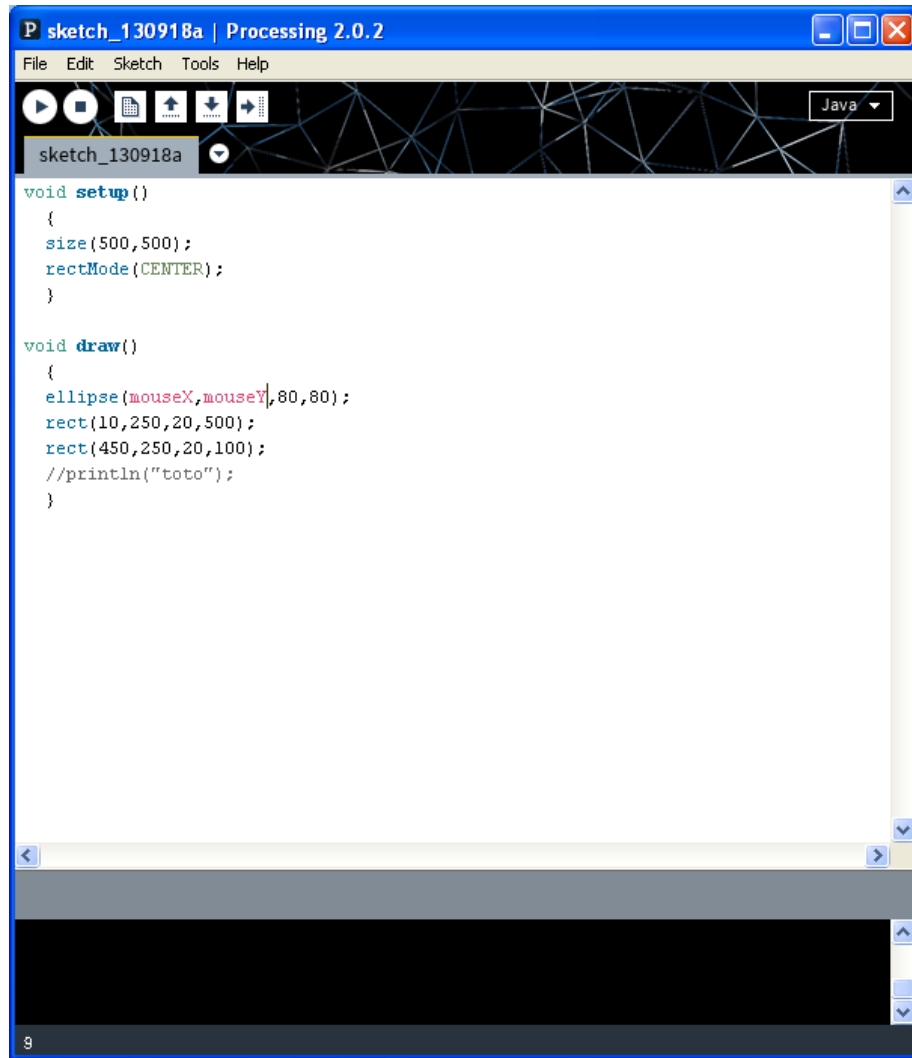 P sketch_130918a | Processing 2.0.2
File Edit Sketch Tools Help
Java
sketch_130918a
void setup()
  {
  size(500,500);
  rectMode(CENTER);
  }

void draw()
  {
  ellipse(mouseX,mouseY,80,80);
  rect(10,250,20,500);
  rect(450,250,20,100);
  //println("toto");
  }
9